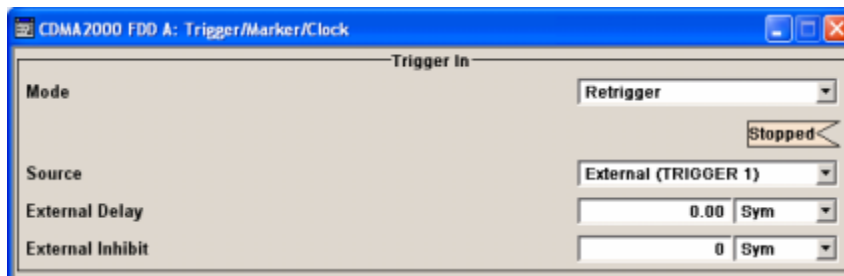 CDMA2000 FDD A: Trigger/Marker/Clock
Trigger In
Mode Retrigger
Stopped
Source External (TRIGGER 1)
External Delay 0.00 Sym
External Inhibit 0 Sym